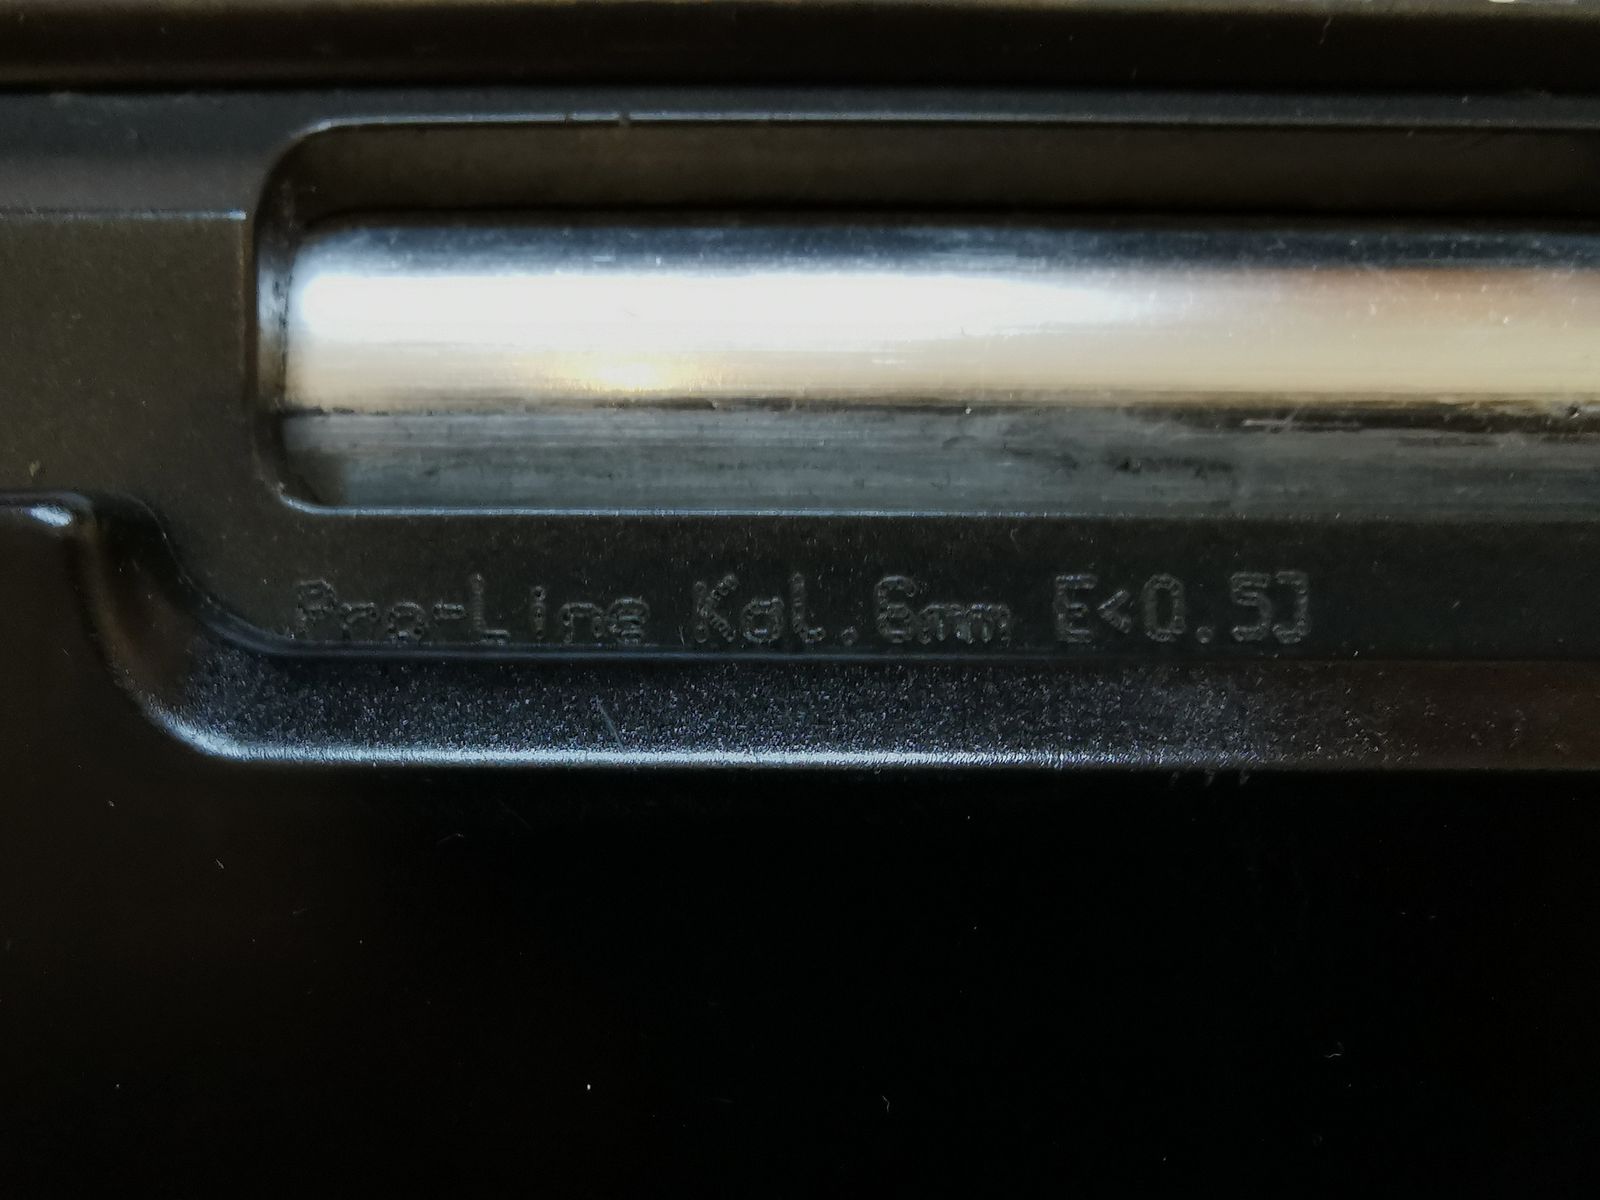 Pro-Line Kal.6mm E<0.5J